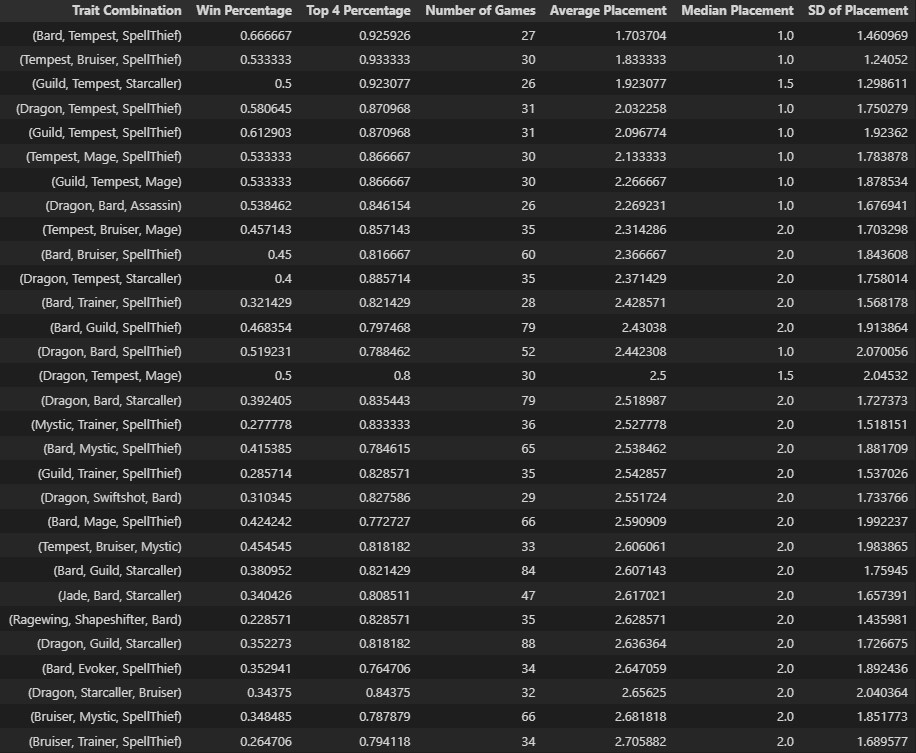 Trait Combination Win Percentage Top 4 Percentage Number of Games Average Placement Median Placement SD of Placement
(Bard, Tempest, SpellThief) 0.666667 0.925926 27 1.703704 1.0 1.460969
(Tempest, Bruiser, SpellThief) 0.533333 0.933333 30 1.833333 1.0 1.24052
(Guild, Tempest, Starcaller) 0.5 0.923077 26 1.923077 1.5 1.298611
(Dragon, Tempest, SpellThief) 0.580645 0.870968 31 2.032258 1.0 1.750279
(Guild, Tempest, SpellThief) 0.612903 0.870968 31 2.096774 1.0 1.92362
(Tempest, Mage, SpellThief) 0.533333 0.866667 30 2.133333 1.0 1.783878
(Guild, Tempest, Mage) 0.533333 0.866667 30 2.266667 1.0 1.878534
(Dragon, Bard, Assassin) 0.538462 0.846154 26 2.269231 1.0 1.676941
(Tempest, Bruiser, Mage) 0.457143 0.857143 35 2.314286 2.0 1.703298
(Bard, Bruiser, SpellThief) 0.45 0.816667 60 2.366667 2.0 1.843608
(Dragon, Tempest, Starcaller) 0.4 0.885714 35 2.371429 2.0 1.758014
(Bard, Trainer, SpellThief) 0.321429 0.821429 28 2.428571 2.0 1.568178
(Bard, Guild, SpellThief) 0.468354 0.797468 79 2.43038 2.0 1.913864
(Dragon, Bard, SpellThief) 0.519231 0.788462 52 2.442308 1.0 2.070056
(Dragon, Tempest, Mage) 0.5 0.8 30 2.5 1.5 2.04532
(Dragon, Bard, Starcaller) 0.392405 0.835443 79 2.518987 2.0 1.727373
(Mystic, Trainer, SpellThief) 0.277778 0.833333 36 2.527778 2.0 1.518151
(Bard, Mystic, SpellThief) 0.415385 0.784615 65 2.538462 2.0 1.881709
(Guild, Trainer, SpellThief) 0.285714 0.828571 35 2.542857 2.0 1.537026
(Dragon, Swiftshot, Bard) 0.310345 0.827586 29 2.551724 2.0 1.733766
(Bard, Mage, SpellThief) 0.424242 0.772727 66 2.590909 2.0 1.992237
(Tempest, Bruiser, Mystic) 0.454545 0.818182 33 2.606061 2.0 1.983865
(Bard, Guild, Starcaller) 0.380952 0.821429 84 2.607143 2.0 1.75945
(Jade, Bard, Starcaller) 0.340426 0.808511 47 2.617021 2.0 1.657391
(Ragewing, Shapeshifter, Bard) 0.228571 0.828571 35 2.628571 2.0 1.435981
(Dragon, Guild, Starcaller) 0.352273 0.818182 88 2.636364 2.0 1.726675
(Bard, Evoker, SpellThief) 0.352941 0.764706 34 2.647059 2.0 1.892436
(Dragon, Starcaller, Bruiser) 0.34375 0.84375 32 2.65625 2.0 2.040364
(Bruiser, Mystic, SpellThief) 0.348485 0.787879 66 2.681818 2.0 1.851773
(Bruiser, Trainer, SpellThief) 0.264706 0.794118 34 2.705882 2.0 1.689577